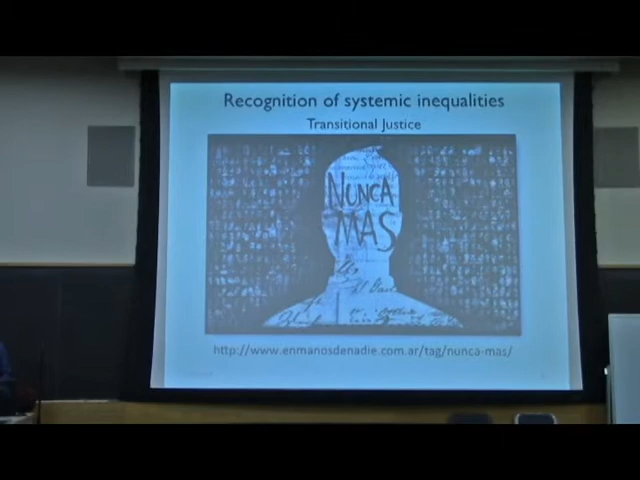 Recognition of systemic inequalities
Transitional Justice
NUNCA
MAS
http://www.enmanosdenadie.com.ar/tag/nunca-mas/